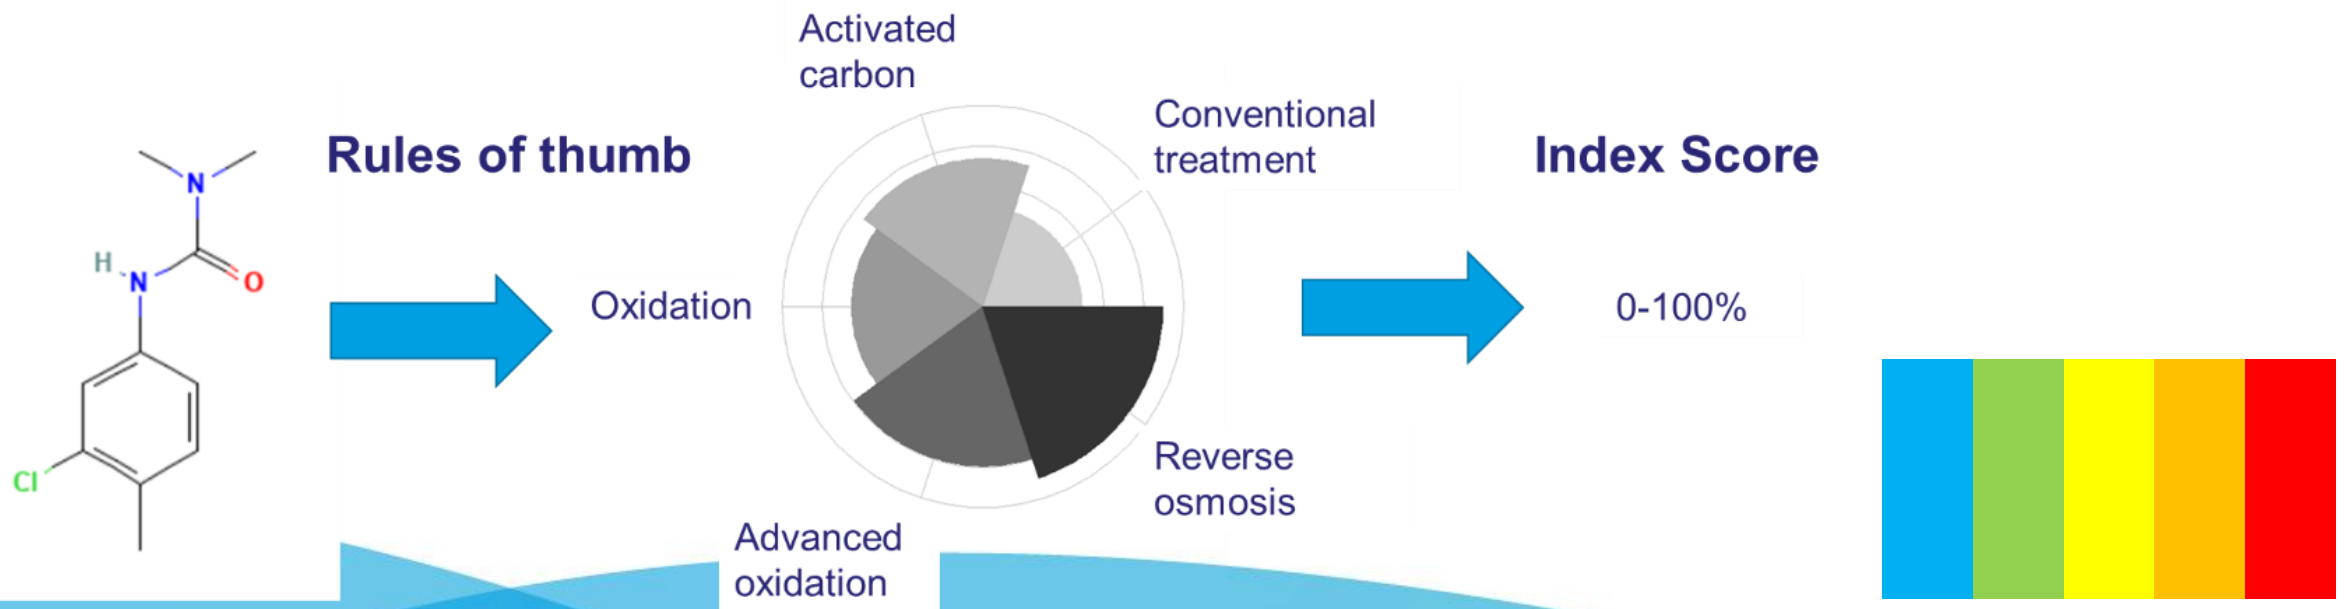 N
H
N
O
Cl
Rules of thumb
Activated
carbon
Conventional
treatment
Oxidation
Reverse
osmosis
Advanced
oxidation
Index Score
0-100%